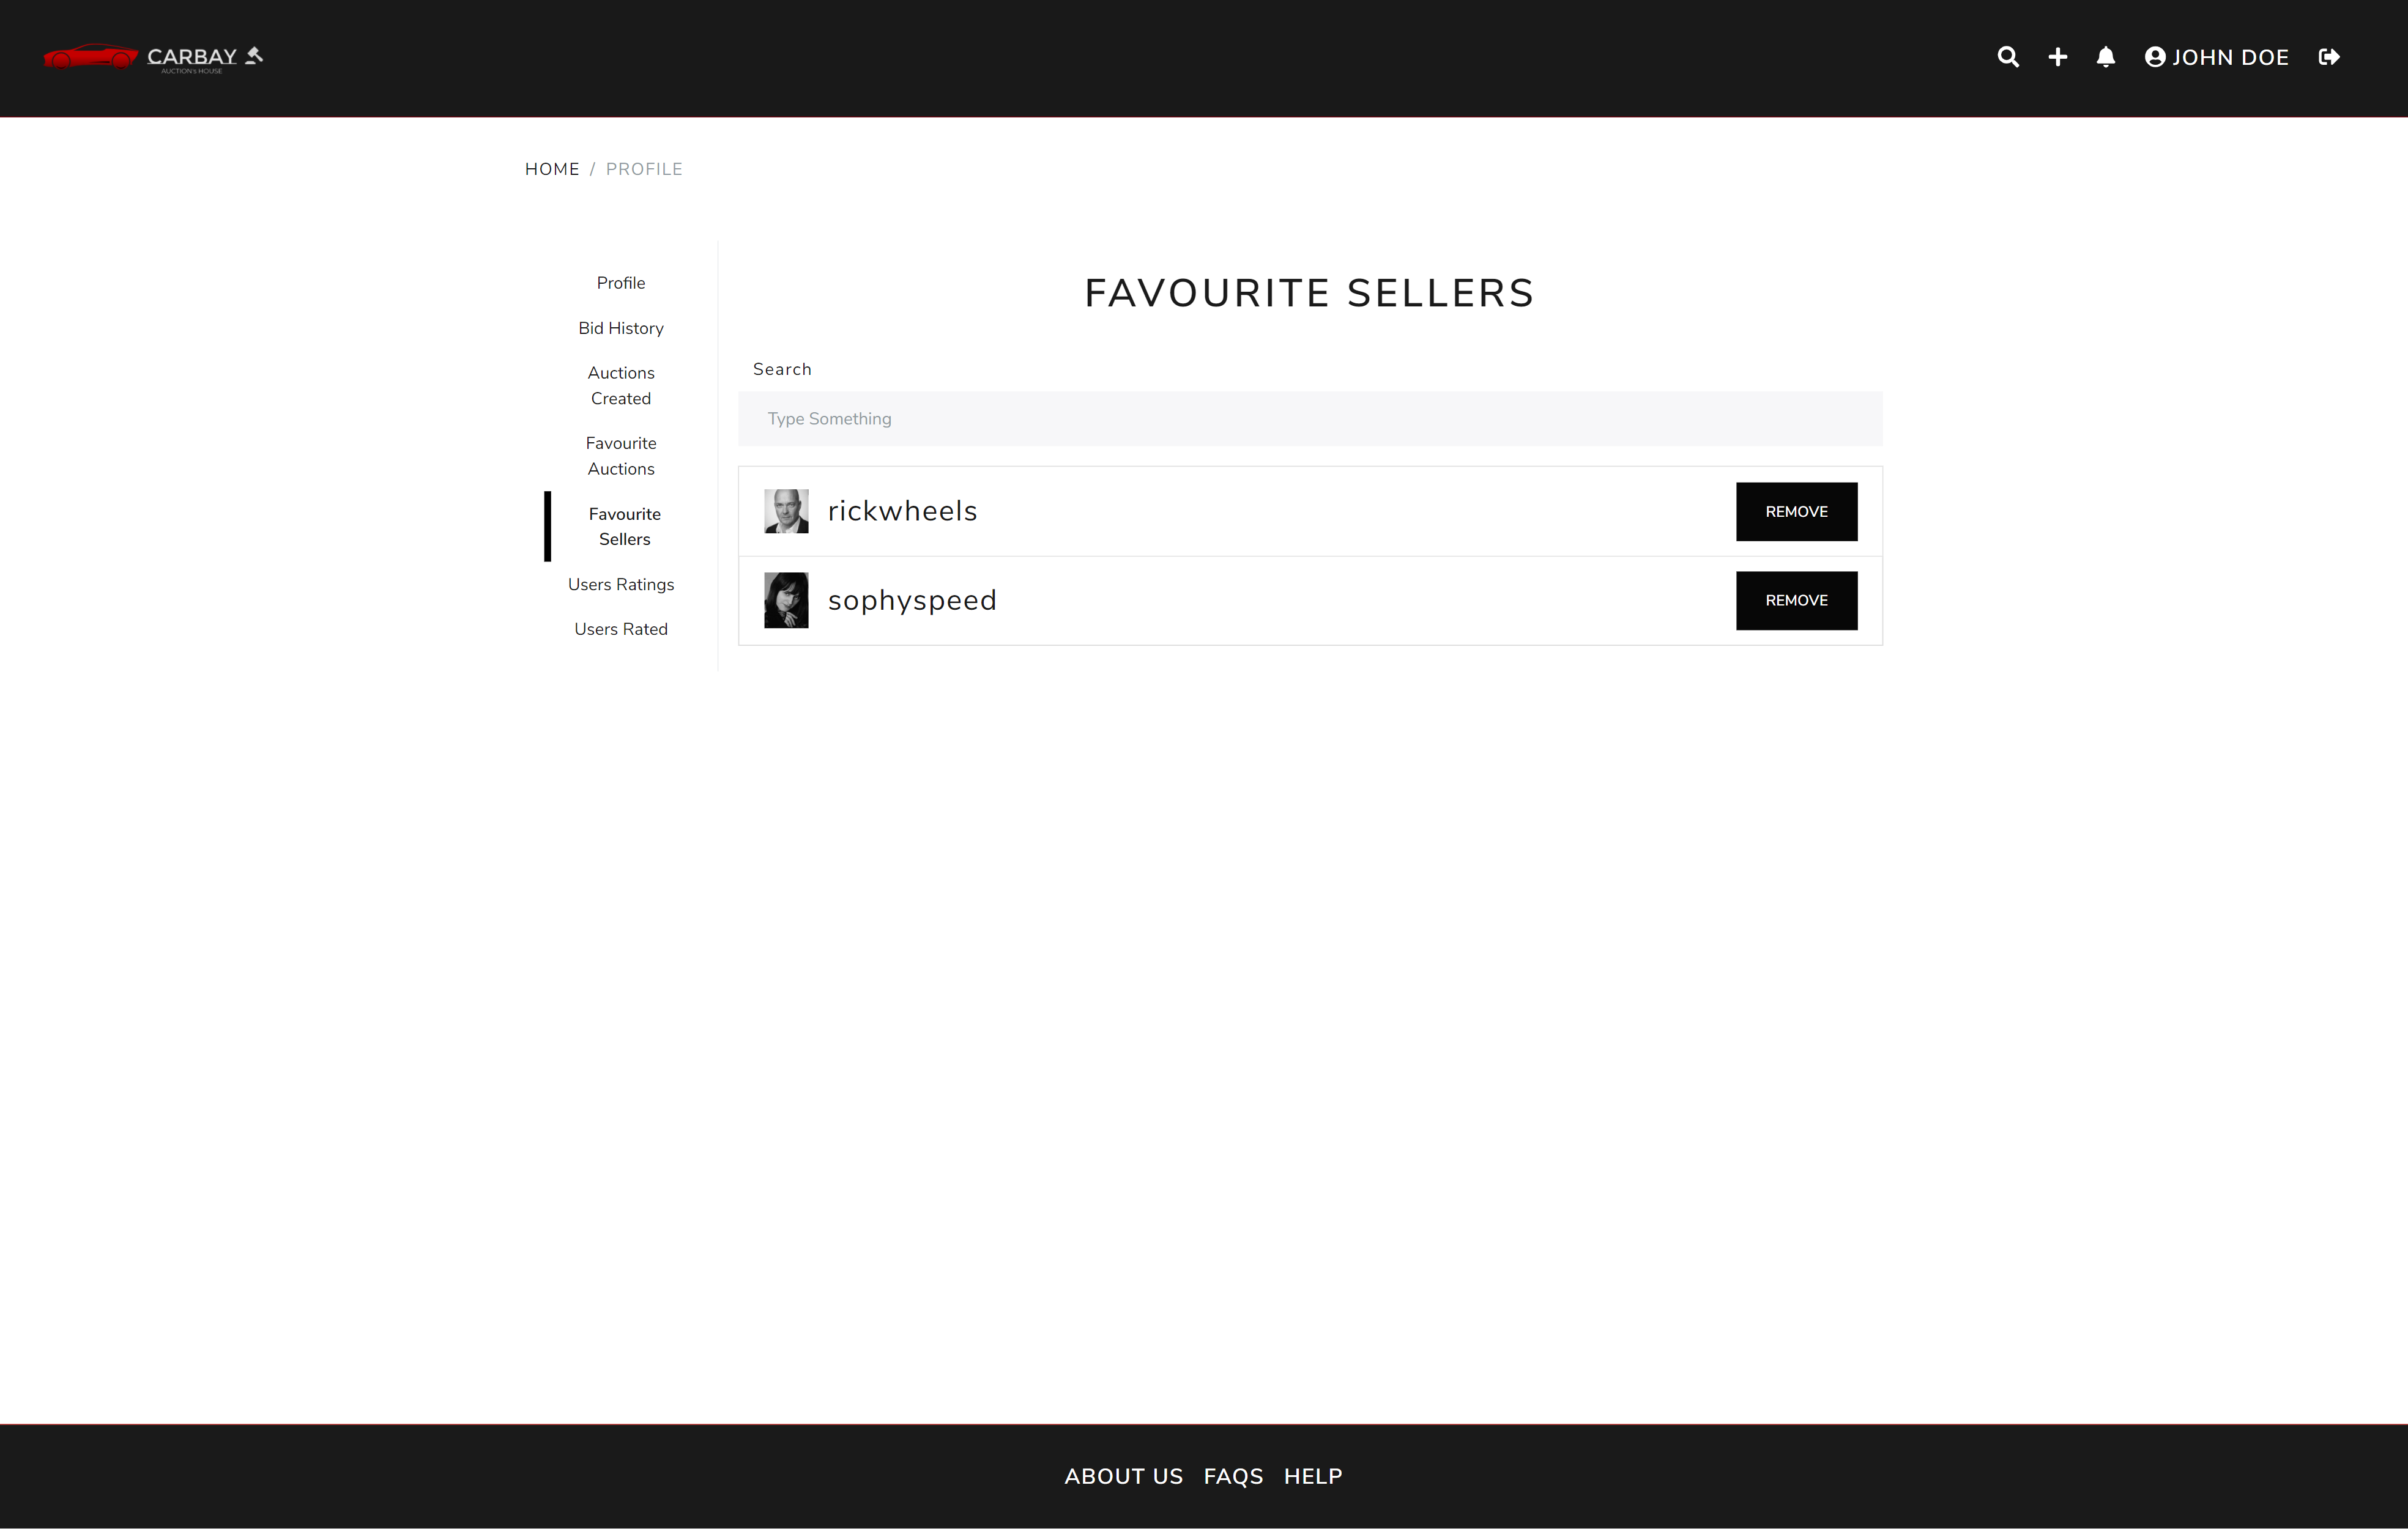 CARBAY
AUCTION's HOUSE
JOHN DOE
HOME / PROFILE
Profile
Bid History
Auctions
Created
Favourite
Auctions
Favourite
Sellers
Users Ratings
Users Rated
FAVOURITE SELLERS
Search
Type Something
rickwheels
REMOVE
sophyspeed
REMOVE
ABOUT US FAQS HELP